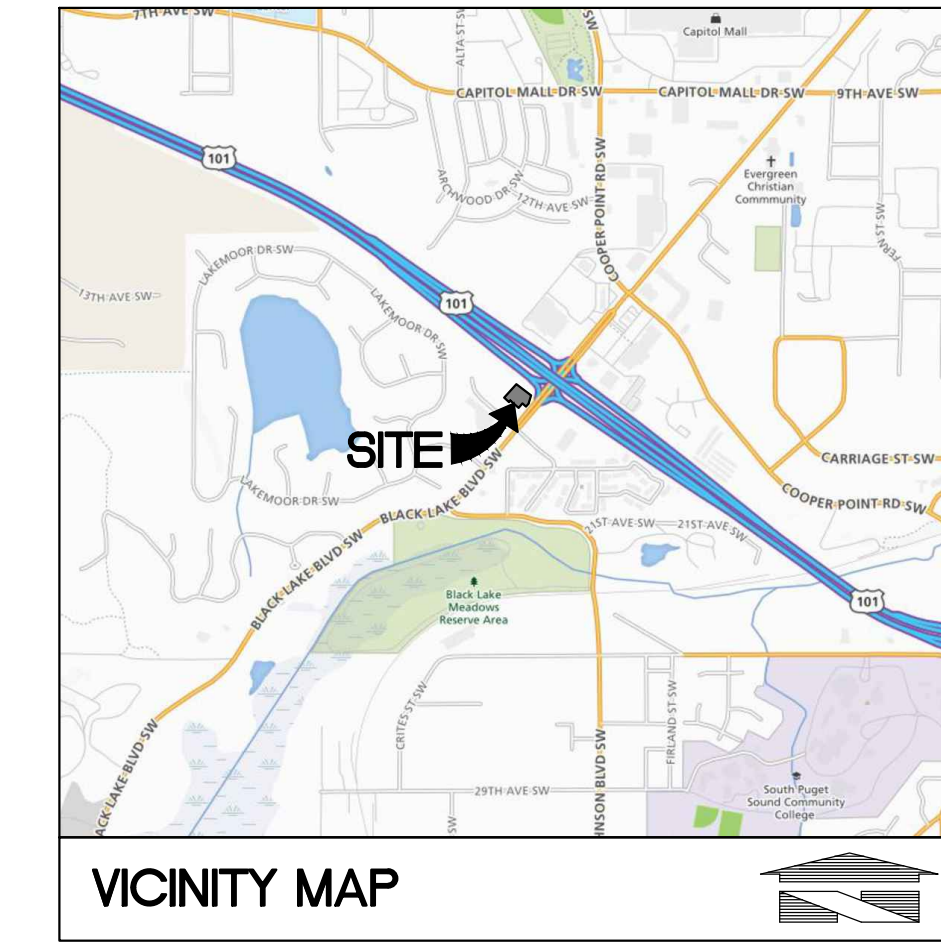 7TH AVE SW
ALTA ST SW
SW
Capitol Mall
CAPITOL MALL DR SW
CAPITOL MALL DR SW
9TH AVE SW
101
COOPER POINT RD SW
Evergreen
Christian
Commmunity
ARCHWOOD DR SW
12TH AVE SW
FERN ST SW
LAKEMOOR DR SW
13TH AVE SW
LAKEMOOR DR SW
101
SITE
CARRIAGE ST SW
LAKEMOOR DR SW
BLACK LAKE BLVD SW
COOPER POINT RD SW
21ST AVE SW
21ST AVE SW
BLACK LAKE BLVD SW
Black Lake
Meadows
Reserve Area
101
CRITES ST SW
FIRLAND ST SW
ACK LAKE BLVD SW
29TH AVE SW
HNSON BLVD SW
SW
South Puget
Sound Community
College
VICINITY MAP